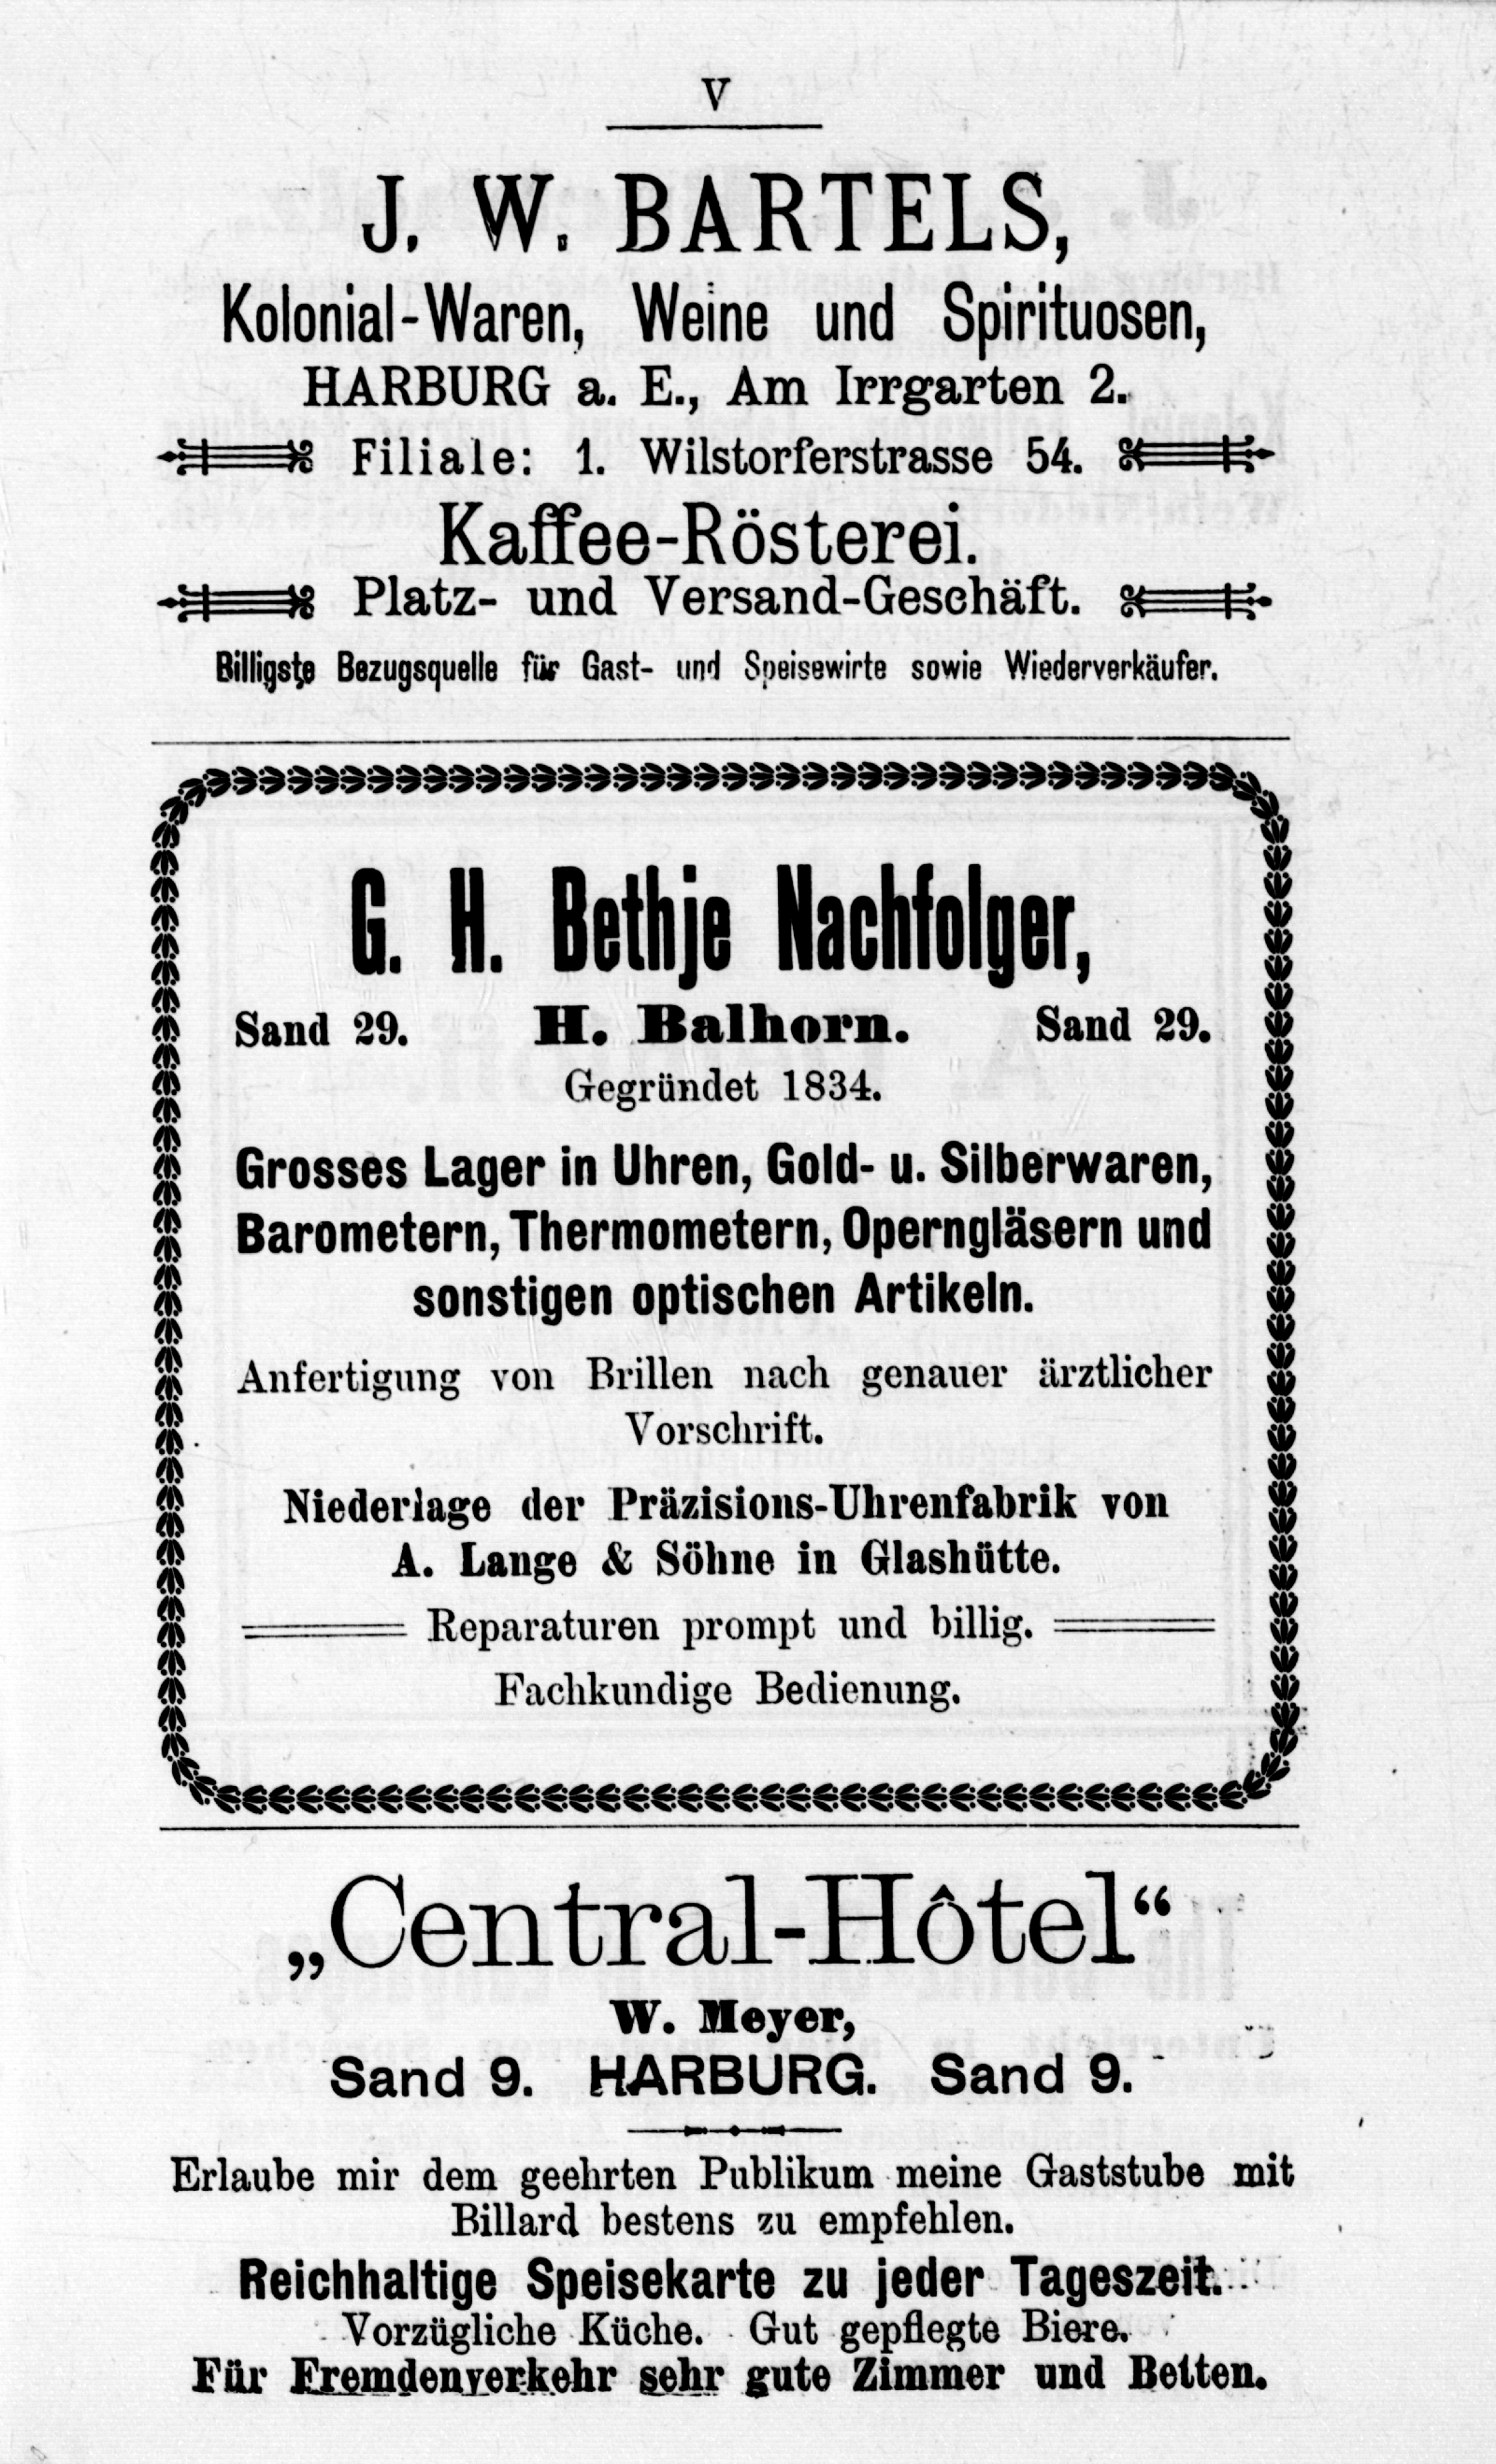 V
J. W. BARTELS,
Kolonial-Waren, Weine und Spirituosen,
HARBURG a. E., Am Irrgarten 2.
Filiale: 1. Wilstorferstrasse 54.
Kaffee-Rösterei.
Platz- und Versand-Geschäft.
Billigste Bezugsquelle für Gast- und Speisewirte sowie Wiederverkäufer.
G. H. Bethje Nachfolger,
Sand 29. H. Balhorn. Sand 29.
Gegründet 1834.
Grosses Lager in Uhren, Gold- u. Silberwaren,
Barometern, Thermometern, Operngläsern und
sonstigen optischen Artikeln.
Anfertigung von Brillen nach genauer ärztlicher
Vorschrift.
Niederlage der Präzisions-Uhrenfabrik von
A. Lange & Söhne in Glashütte.
Reparaturen prompt und billig.
Fachkundige Bedienung.
„Central-Hôtel“
W. Meyer,
Sand 9. HARBURG. Sand 9.
Erlaube mir dem geehrten Publikum meine Gaststube mit
Billard bestens zu empfehlen.
Reichhaltige Speisekarte zu jeder Tageszeit.
Vorzügliche Küche. Gut gepflegte Biere.
Für Fremdenverkehr sehr gute Zimmer und Betten.